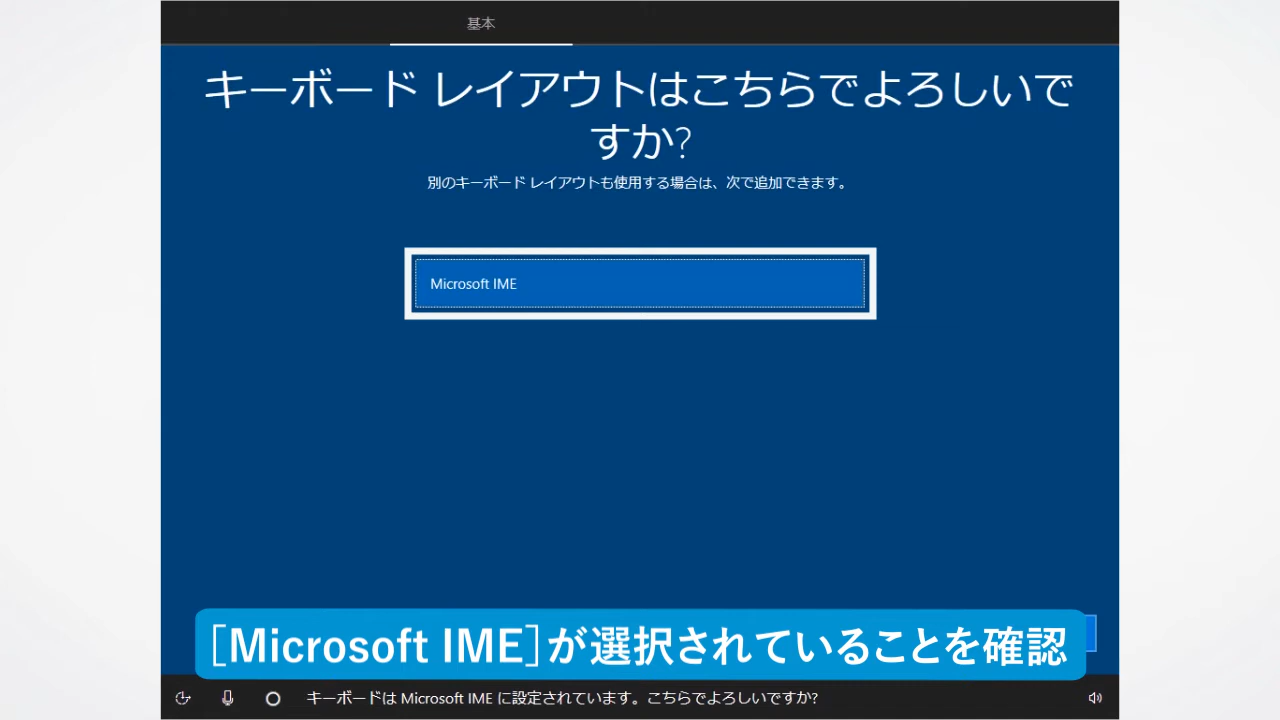 基本
キーボード レイアウトはこちらでよろしいで
すか?
別のキーボード レイアウトも使用する場合は、次で追加できます。
Microsoft IME
[Microsoft IME]が選択されていることを確認
キーボードは Microsoft IME に設定されています。こちらでよろしいですか?